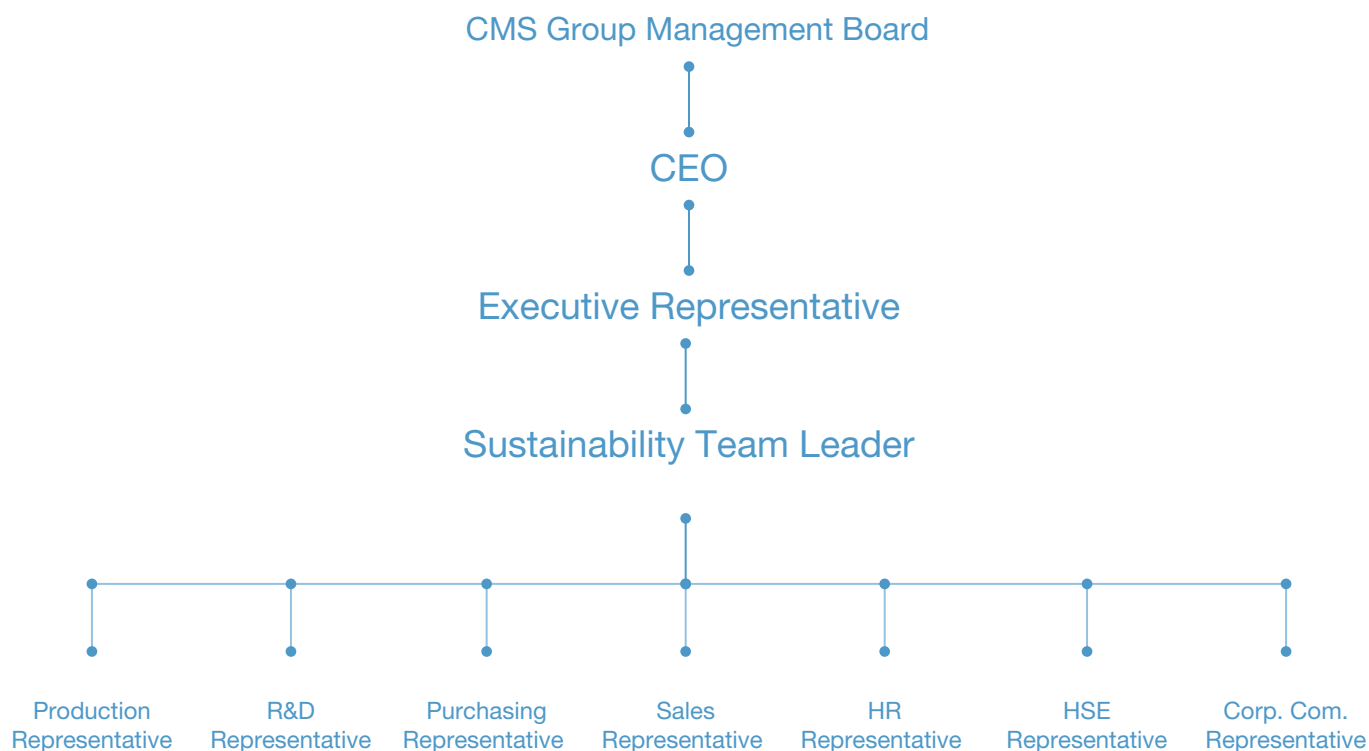 CMS Group Management Board
CEO
Executive Representative
Sustainability Team Leader
Production
Representative
R&D
Representative
Purchasing
Representative
Sales
Representative
HR
Representative
HSE
Representative
Corp. Com.
Representative